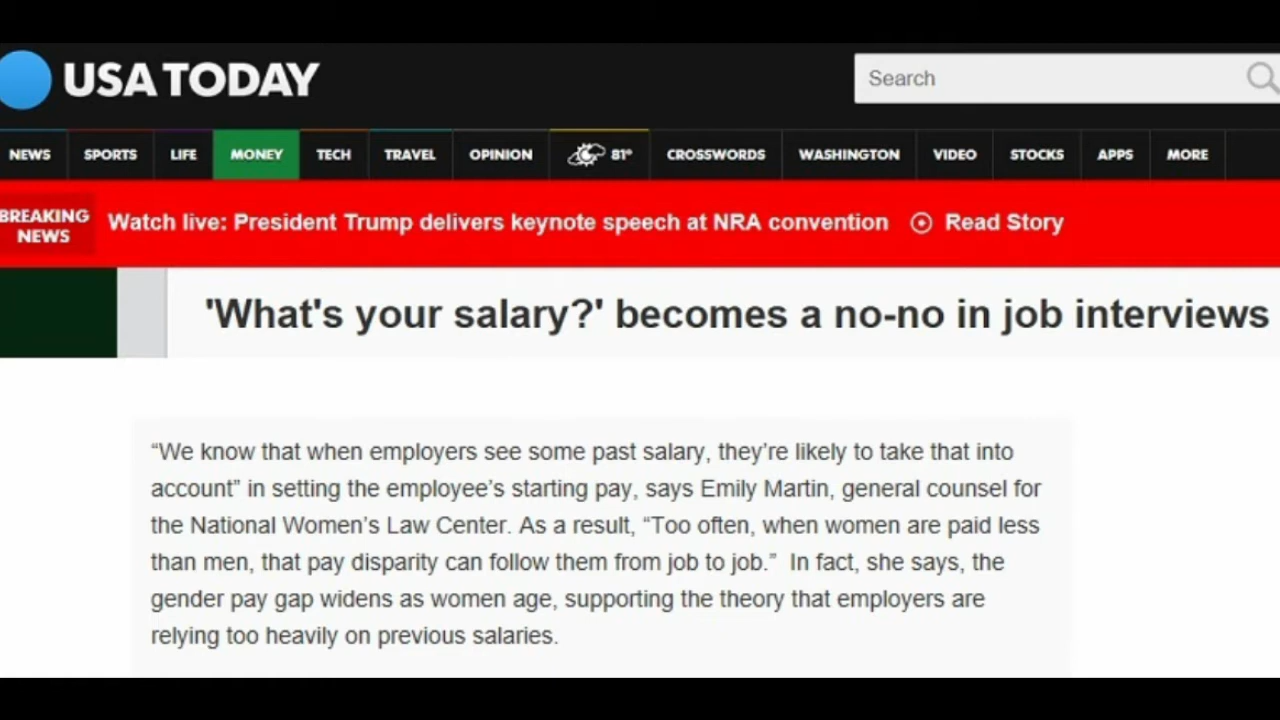 USA TODAY
Search
NEWS SPORTS LIFE MONEY TECH TRAVEL OPINION 81° CROSSWORDS WASHINGTON VIDEO STOCKS APPS MORE
BREAKING
NEWS
Watch live: President Trump delivers keynote speech at NRA convention Read Story
'What's your salary?' becomes a no-no in job interviews
“We know that when employers see some past salary, they’re likely to take that into
account” in setting the employee’s starting pay, says Emily Martin, general counsel for
the National Women’s Law Center. As a result, “Too often, when women are paid less
than men, that pay disparity can follow them from job to job.” In fact, she says, the
gender pay gap widens as women age, supporting the theory that employers are
relying too heavily on previous salaries.